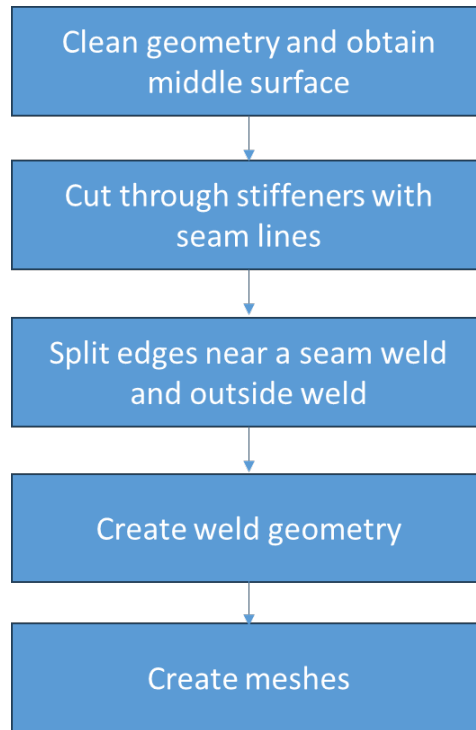 Clean geometry and obtain
middle surface
Cut through stiffeners with
seam lines
Split edges near a seam weld
and outside weld
Create weld geometry
Create meshes